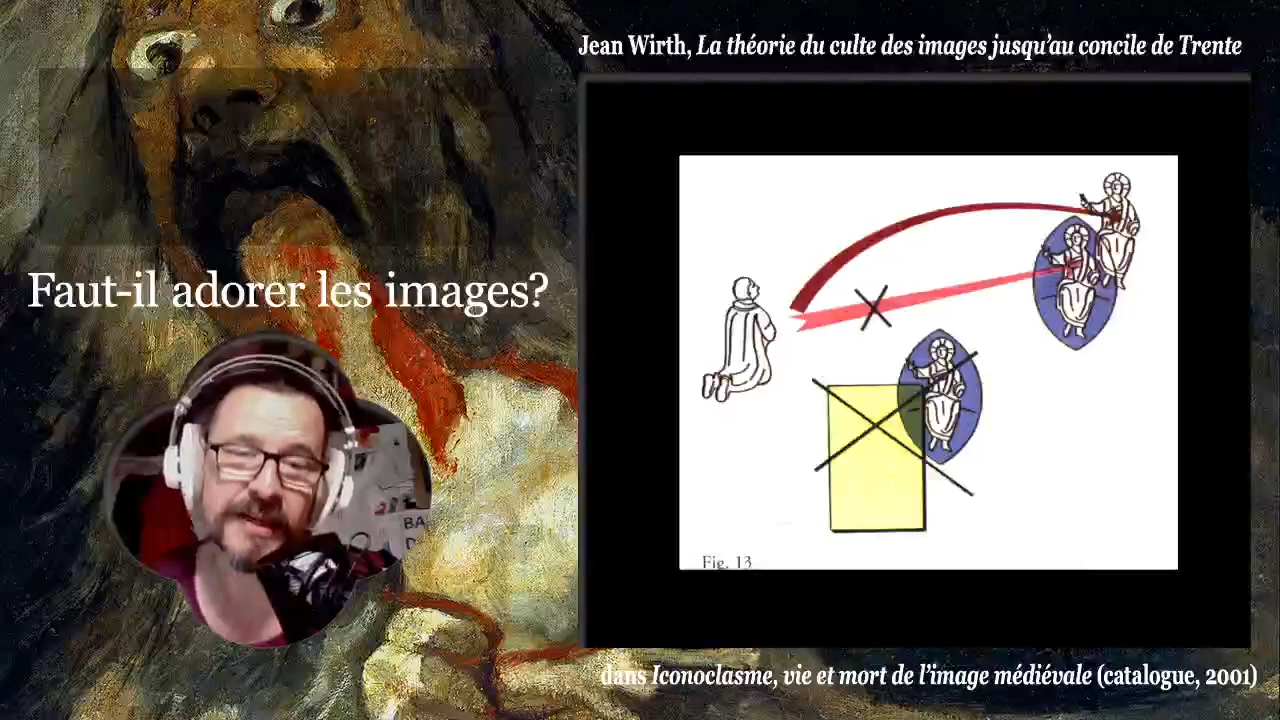 Jean Wirth, La théorie du culte des images jusqu'au concile de Trente
Faut-il adorer les images?
BA
Fig. 13
dans Iconoclasme, vie et mort de l'image médiévale (catalogue, 2001)